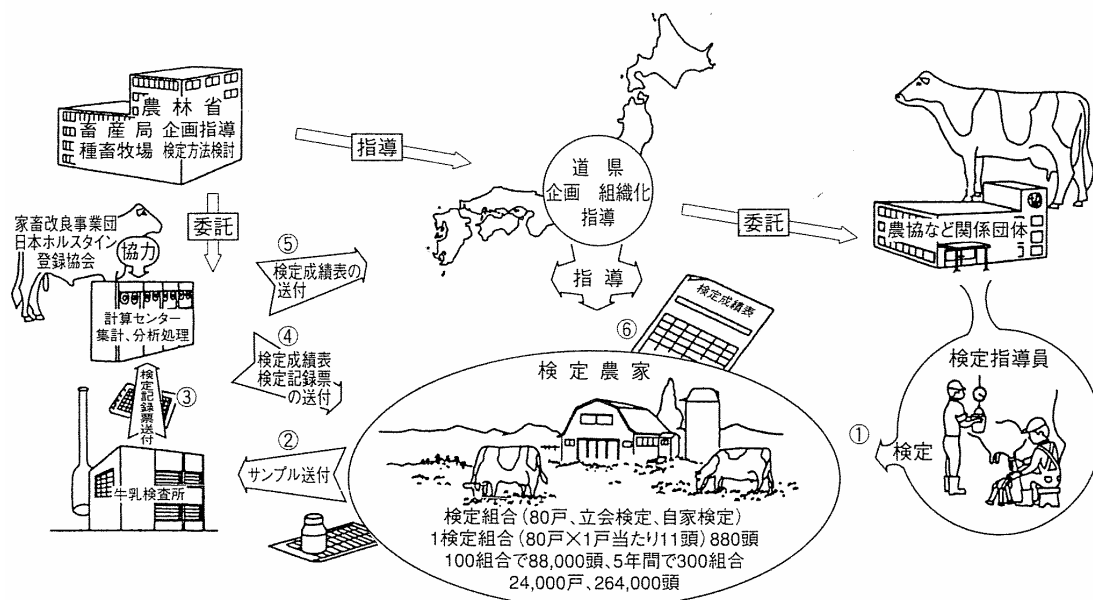 農林省
畜産局 企画指導
種畜牧場 検定方法検討
指導
道県
企画 組織化
指導
委託
協
農協など関係団体
委託
家畜改良事業団
日本ホルスタイン
登録協会
協力
計算センター
集計、分析処理
⑤
検定成績表の
送付
指導
④
検定成績表
検定記録票
の送付
⑥
検定成績表
検定指導員
①
検定
③
検定記録票送付
②
サンプル送付
牛乳検査所
検定農家
検定組合(80戸、立会検定、自家検定)
1検定組合(80戸×1戸当たり11頭)880頭
100組合で88,000頭、5年間で300組合
24,000戸、264,000頭